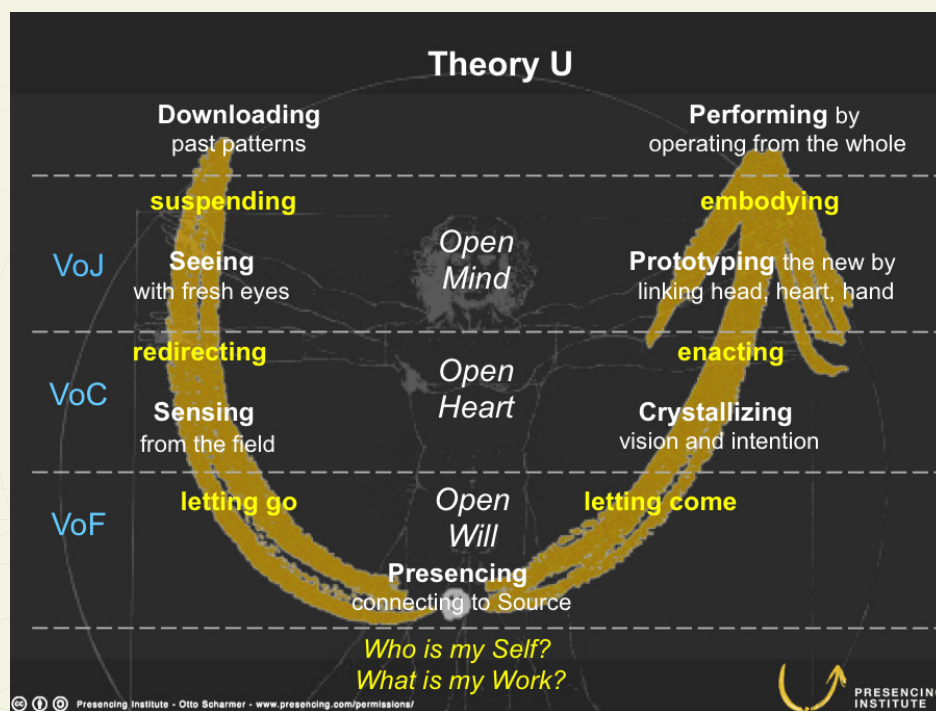 Theory U
Downloading
past patterns
Performing by
operating from the whole
suspending
embodying
VoJ
Seeing
with fresh eyes
Open
Mind
Prototyping the new by
linking head, heart, hand
redirecting
enacting
VoC
Sensing
from the field
Open
Heart
Crystallizing
vision and intention
letting go
letting come
VoF
Open
Will
Presencing
connecting to Source
Who is my Self?
What is my Work?
Presencing Institute - Otto Scharmer - www.presencing.com/permissions/
PRESENCING
INSTITUTE